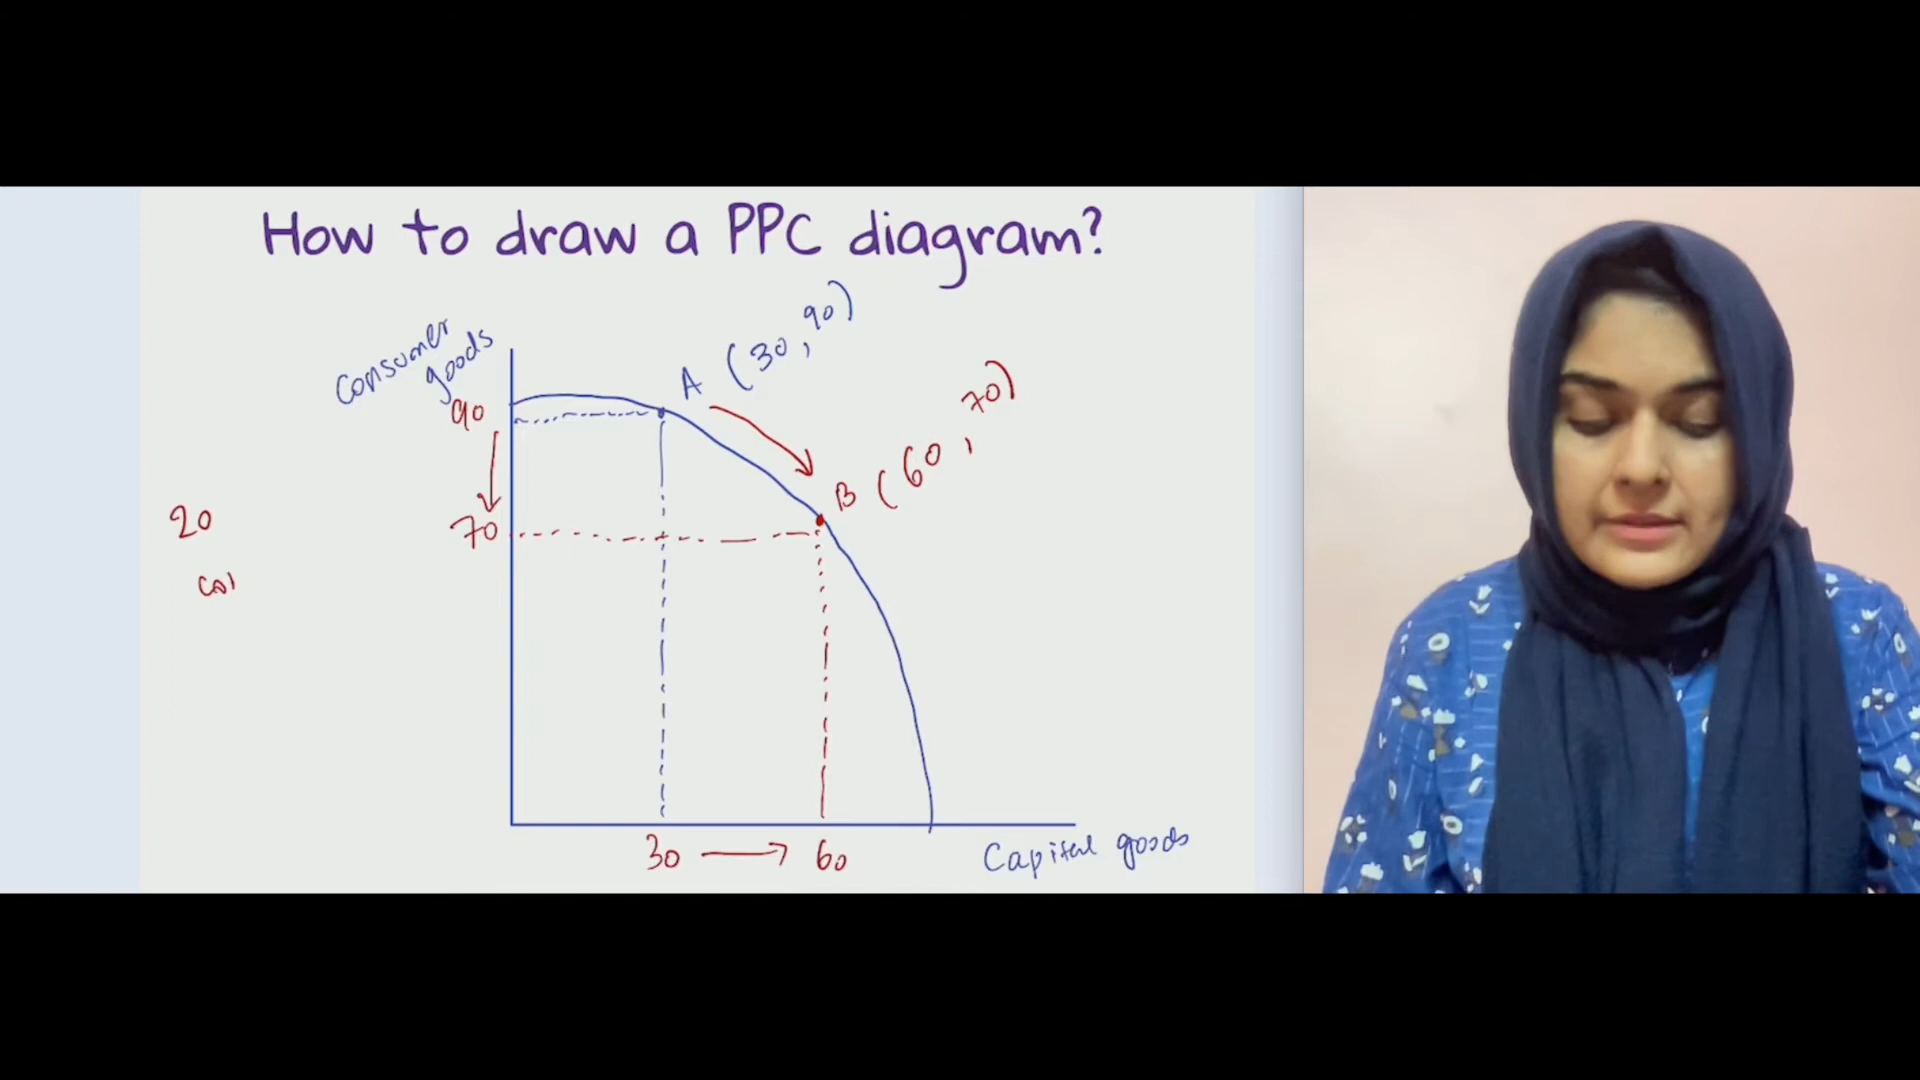 How to draw a PPC diagram?
Consumer
goods
A (30, 90)
90
B (60, 70)
70
20
30 → 60
Capital goods